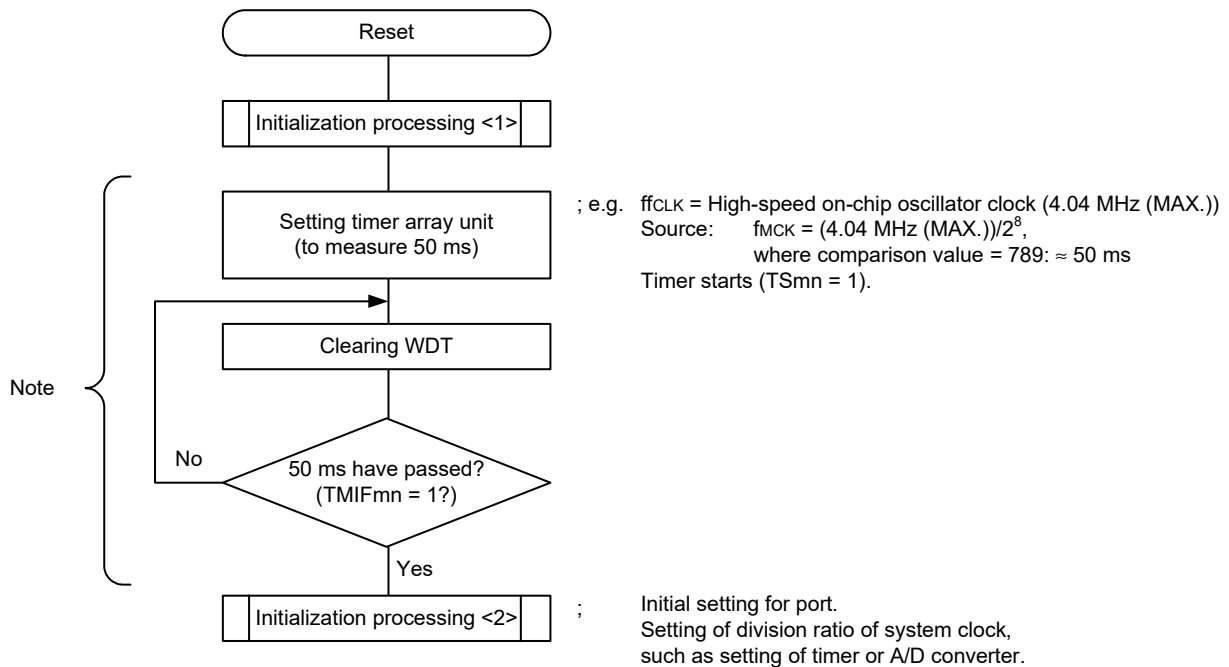 Reset
Initialization processing <1>
Setting timer array unit
(to measure 50 ms)
; e.g. ffCLK = High-speed on-chip oscillator clock (4.04 MHz (MAX.))
Source: fMCK = (4.04 MHz (MAX.))/2⁸,
where comparison value = 789: ≈ 50 ms
Timer starts (TSmn = 1).
Clearing WDT
Note
No
50 ms have passed?
(TMIFmn = 1?)
Yes
Initialization processing <2>
; Initial setting for port.
Setting of division ratio of system clock,
such as setting of timer or A/D converter.